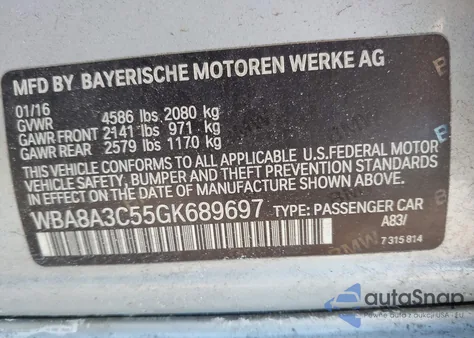 MFD BY BAYERISCHE MOTOREN WERKE AG
01/16
GVWR 4586 lbs 2080 kg
GAWR FRONT 2141 lbs 971 kg
GAWR REAR 2579 lbs 1170 kg
THIS VEHICLE CONFORMS TO ALL APPLICABLE U.S.FEDERAL MOTOR
VEHICLE SAFETY, BUMPER AND THEFT PREVENTION STANDARDS
IN EFFECT ON THE DATE OF MANUFACTURE SHOWN ABOVE.
WBA8A3C55GK689697 TYPE: PASSENGER CAR
A83/
7 315 814
autoSnap